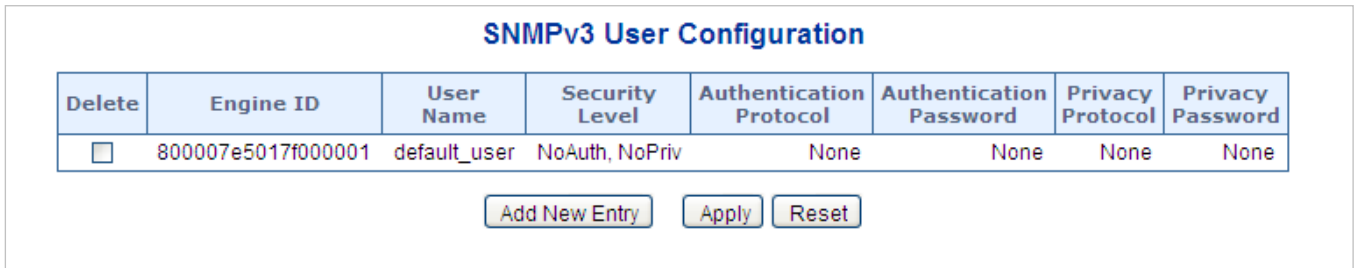 SNMPv3 User Configuration
Delete Engine ID User Name Security Level Authentication Protocol Authentication Password Privacy Protocol Privacy Password
800007e5017f000001 default_user NoAuth, NoPriv None None None None
Add New Entry Apply Reset